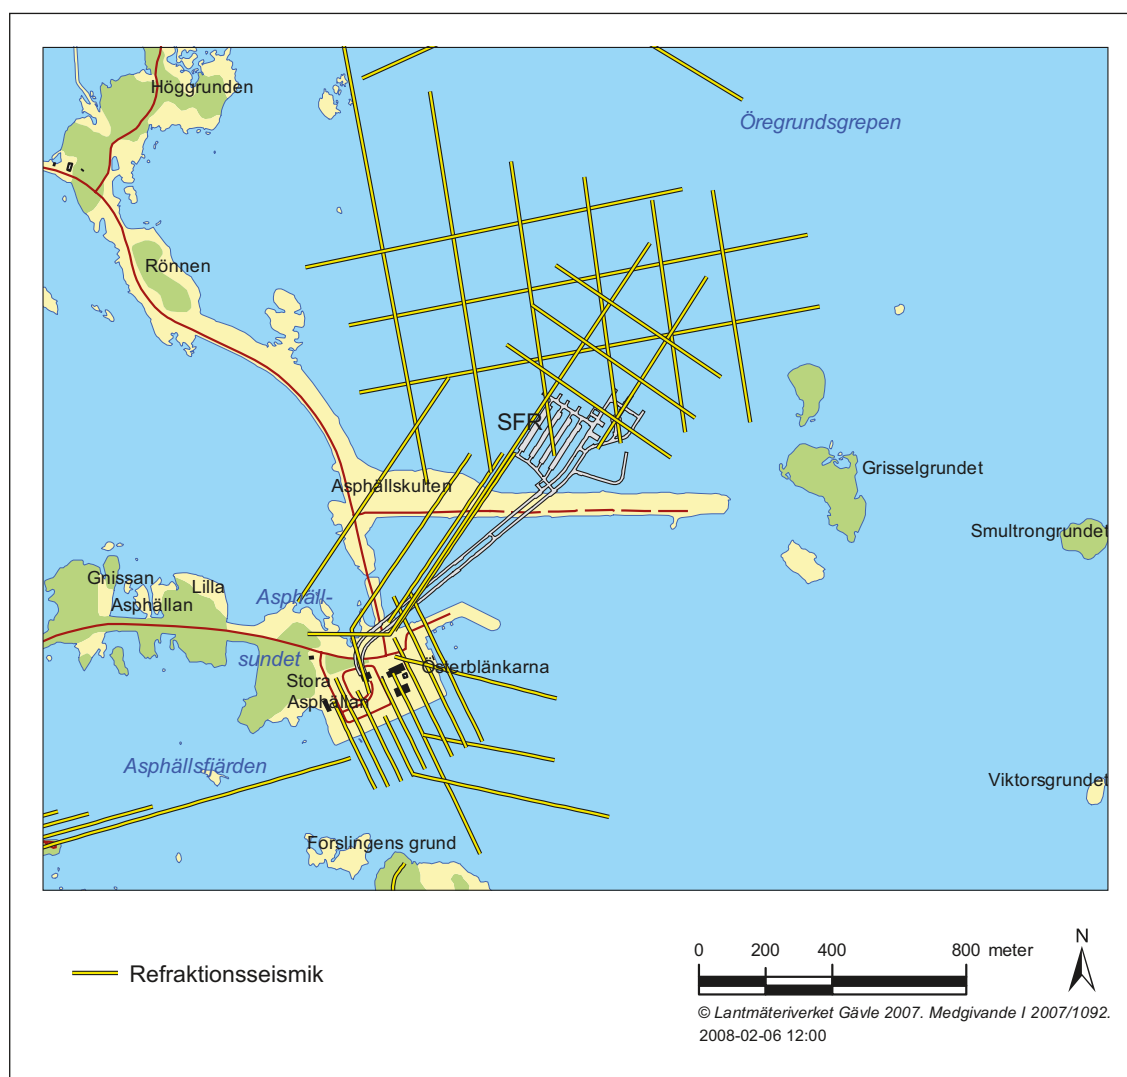 Höggrunden
Öregrundsgrepen
Rönnen
SFR
Grisselgrundet
Asphällskulten
Smultrongrundet
Gnissan
Lilla
Asphällan
Asphäll-
sundet
Österblänkarna
Stora
Asphällan
Asphällsfjärden
Viktorsgrundet
Forslingens grund
Refraktionsseismik
0 200 400 800 meter
N
© Lantmäteriverket Gävle 2007. Medgivande I 2007/1092.
2008-02-06 12:00